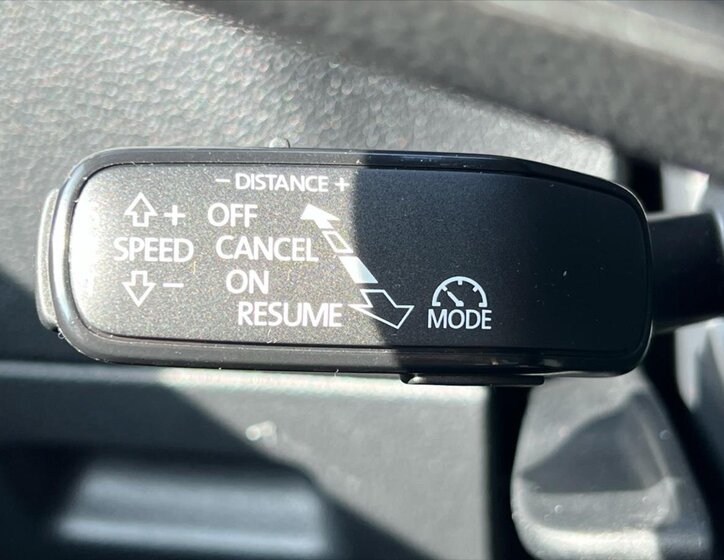 - DISTANCE +
+ OFF
SPEED CANCEL
- ON
RESUME
MODE